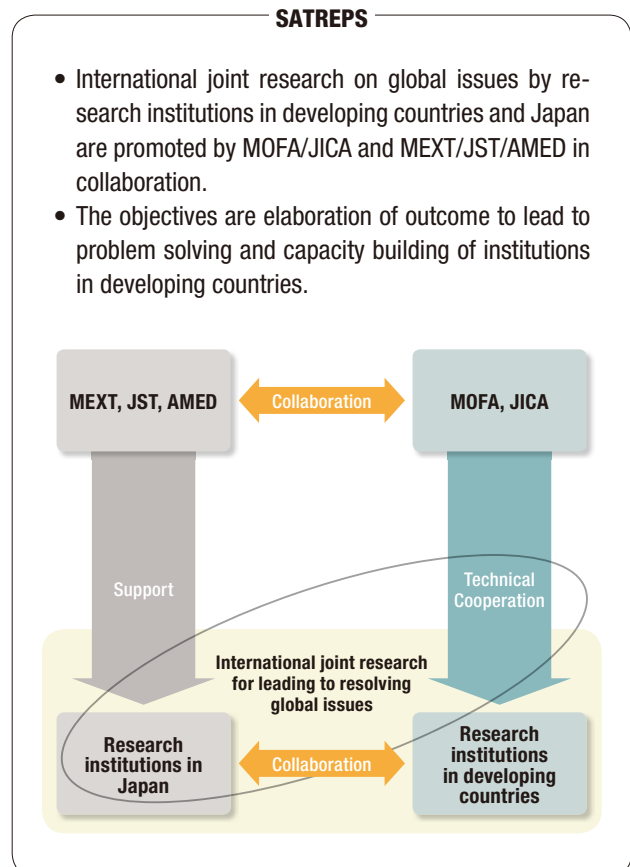 SATREPS
• International joint research on global issues by re-
search institutions in developing countries and Japan
are promoted by MOFA/JICA and MEXT/JST/AMED in
collaboration.
• The objectives are elaboration of outcome to lead to
problem solving and capacity building of institutions
in developing countries.
MEXT, JST, AMED
Collaboration
MOFA, JICA
Support
Technical
Cooperation
International joint research
for leading to resolving
global issues
Research
institutions in
Japan
Collaboration
Research
institutions
in developing
countries